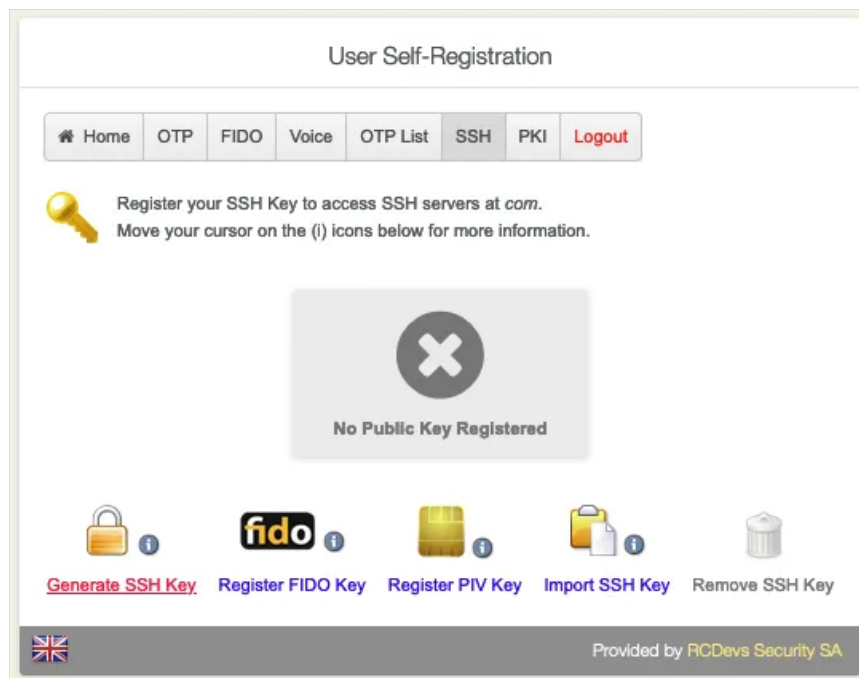 User Self-Registration
Home OTP FIDO Voice OTP List SSH PKI Logout
Register your SSH Key to access SSH servers at com.
Move your cursor on the (i) icons below for more information.
No Public Key Registered
fido
Generate SSH Key Register FIDO Key Register PIV Key Import SSH Key Remove SSH Key
Provided by RCDevs Security SA